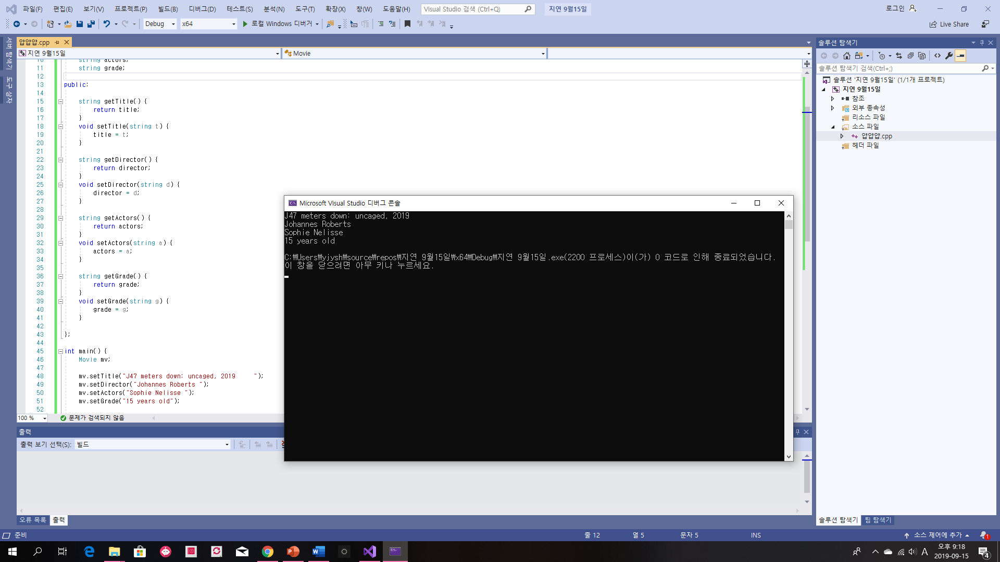 파일(F) 편집(E) 보기(V) 프로젝트(P) 빌드(B) 디버그(D) 테스트(S) 분석(N) 도구(T) 확장(X) 창(W) 도움말(H) Visual Studio 검색 (Ctrl+Q) 지연 9월15일 로그인
Debug x64 로컬 Windows 디버거 Live Share
서버 탐색기
도구 상자
얍얍얍.cpp
지연 9월15일 Movie
10 string actors;
11 string grade;
12
13 public:
14
15 string getTitle() {
16 return title;
17 }
18 void setTitle(string t) {
19 title = t;
20 }
21
22 string getDirector() {
23 return director;
24 }
25 void setDirector(string d) {
26 director = d;
27 }
28
29 string getActors() {
30 return actors;
31 }
32 void setActors(string a) {
33 actors = a;
34 }
35
36 string getGrade() {
37 return grade;
38 }
39 void setGrade(string g) {
40 grade = g;
41 }
42
43 };
44
45 int main() {
46 Movie mv;
47
48 mv.setTitle("J47 meters down: uncaged, 2019     ");
49 mv.setDirector("Johannes Roberts ");
50 mv.setActors("Sophie Nelisse ");
51 mv.setGrade("15 years old");
52
100 % 문제가 검색되지 않음
Microsoft Visual Studio 디버그 콘솔
J47 meters down: uncaged, 2019
Johannes Roberts
Sophie Nelisse
15 years old
C:₩Users₩yjysh₩source₩repos₩지연 9월15일₩x64₩Debug₩지연 9월15일.exe(2200 프로세스)이(가) 0 코드로 인해 종료되었습니다.
이 창을 닫으려면 아무 키나 누르세요.
출력
출력 보기 선택(S): 빌드
오류 목록 출력
솔루션 탐색기
솔루션 탐색기 검색(Ctrl+;)
솔루션 '지연 9월15일' (1/1개 프로젝트)
지연 9월15일
참조
외부 종속성
리소스 파일
소스 파일
얍얍얍.cpp
헤더 파일
솔루션 탐색기 팀 탐색기
준비 줄 12 열 5 문자 5 INS 소스 제어에 추가 1
A 오후 9:18
2019-09-15 4